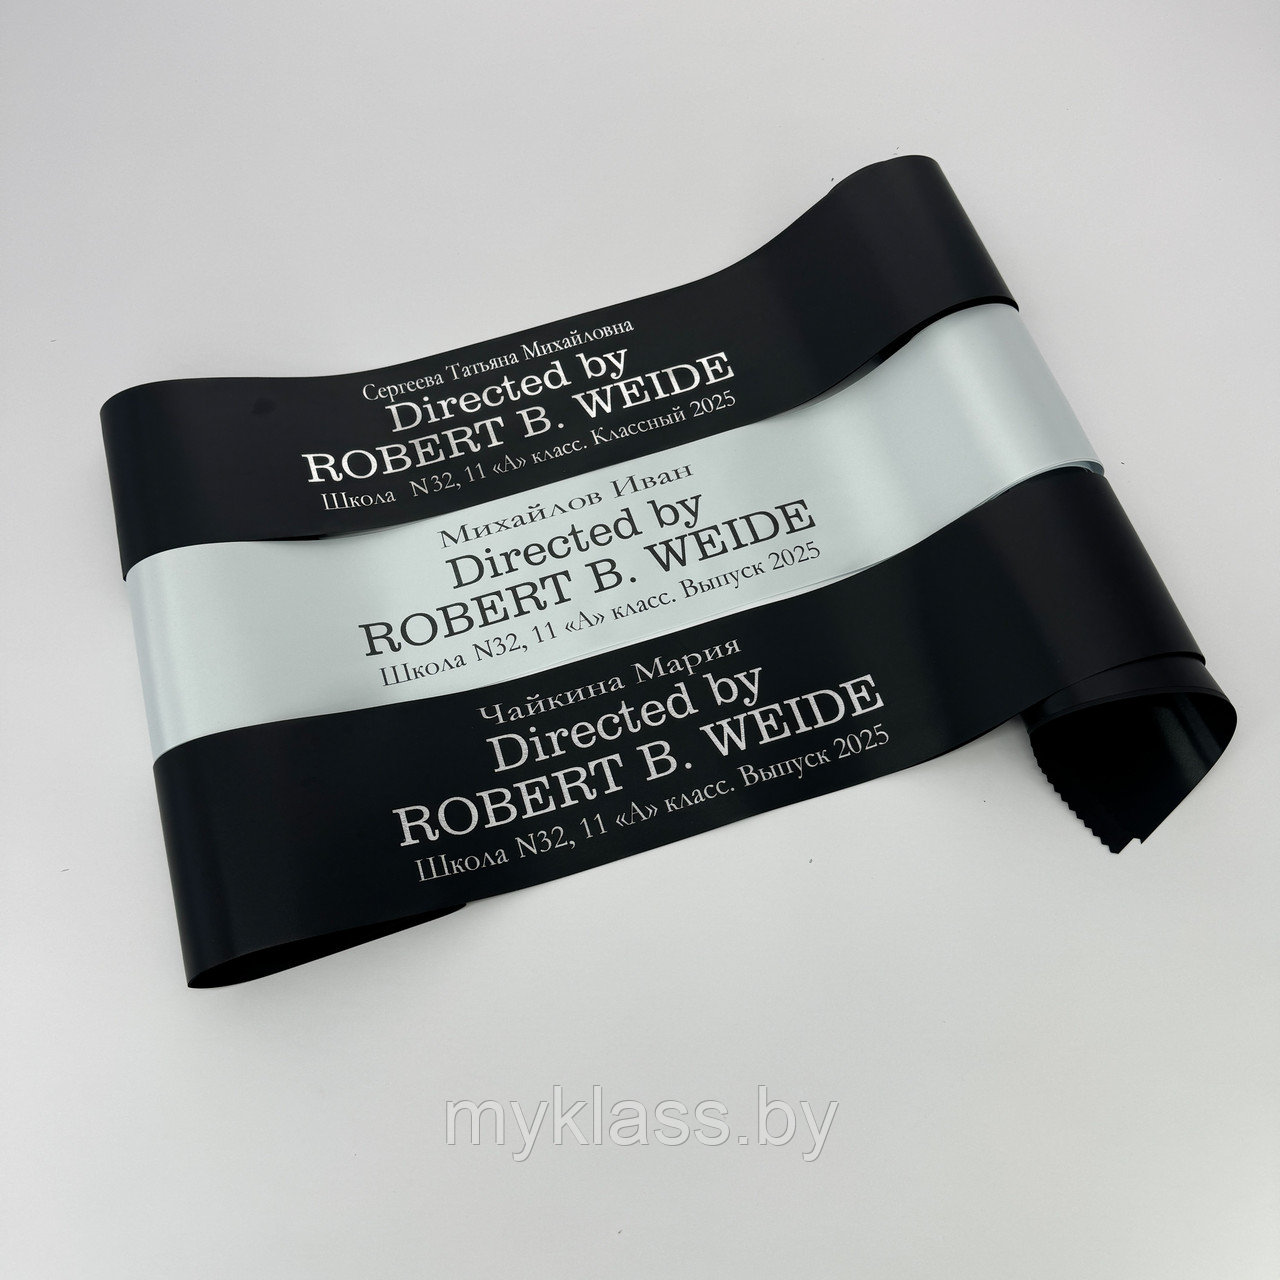 Сергеева Татьяна Михайловна
Directed by
ROBERT B. WEIDE
Школа N32, 11 «А» класс. Классный 2025
Михайлов Иван
Directed by
ROBERT B. WEIDE
Школа N32, 11 «А» класс. Выпуск 2025
Чайкина Мария
Directed by
ROBERT B. WEIDE
Школа N32, 11 «А» класс. Выпуск 2025
myklass.by